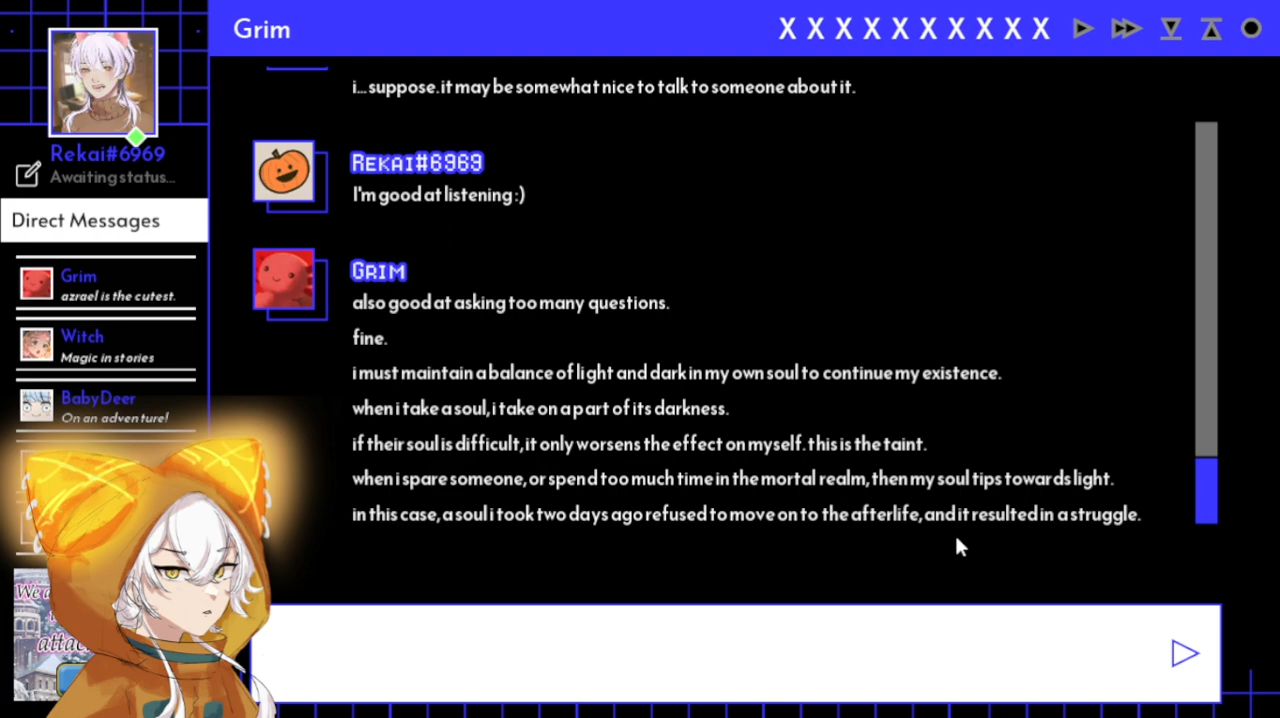 Grim
X X X X X X X X X X
Rekai#6969
Awaiting status...
Direct Messages
Grim
azrael is the cutest.
Witch
Magic in stories
BabyDeer
On an adventure!
i... suppose. it may be somewhat nice to talk to someone about it.
REKAI#6969
I'm good at listening :)
GRIM
also good at asking too many questions.
fine.
i must maintain a balance of light and dark in my own soul to continue my existence.
when i take a soul, i take on a part of its darkness.
if their soul is difficult, it only worsens the effect on myself. this is the taint.
when i spare someone, or spend too much time in the mortal realm, then my soul tips towards light.
in this case, a soul i took two days ago refused to move on to the afterlife, and it resulted in a struggle.
We